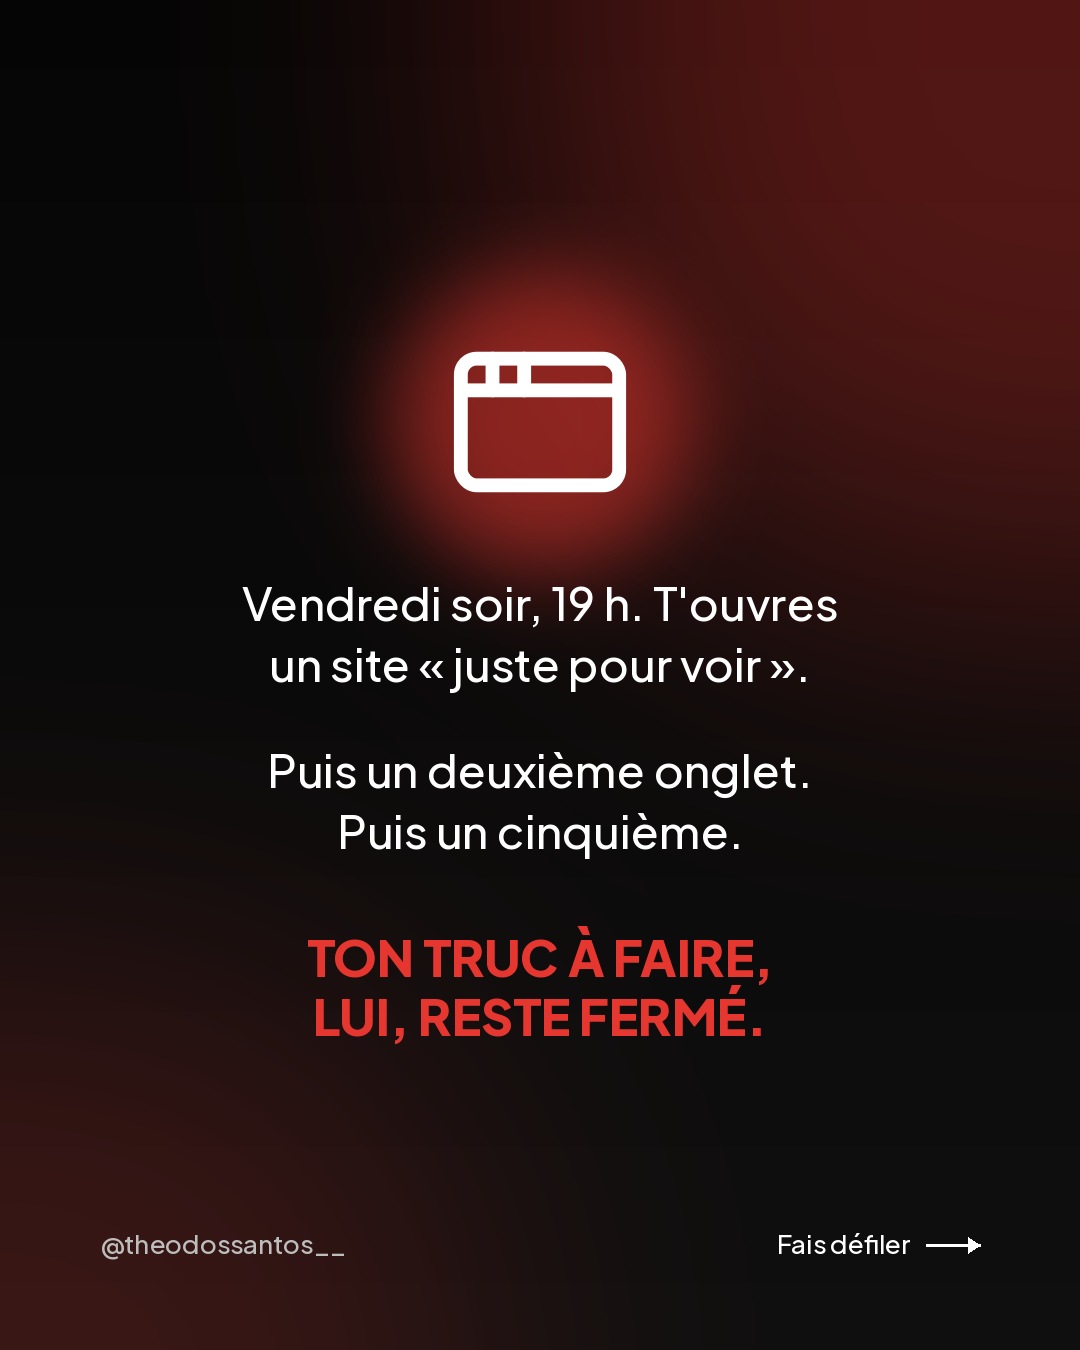 Vendredi soir, 19 h. T'ouvres
un site « juste pour voir ».
Puis un deuxième onglet.
Puis un cinquième.
TON TRUC À FAIRE,
LUI, RESTE FERMÉ.
@theodossantos__
Fais défiler